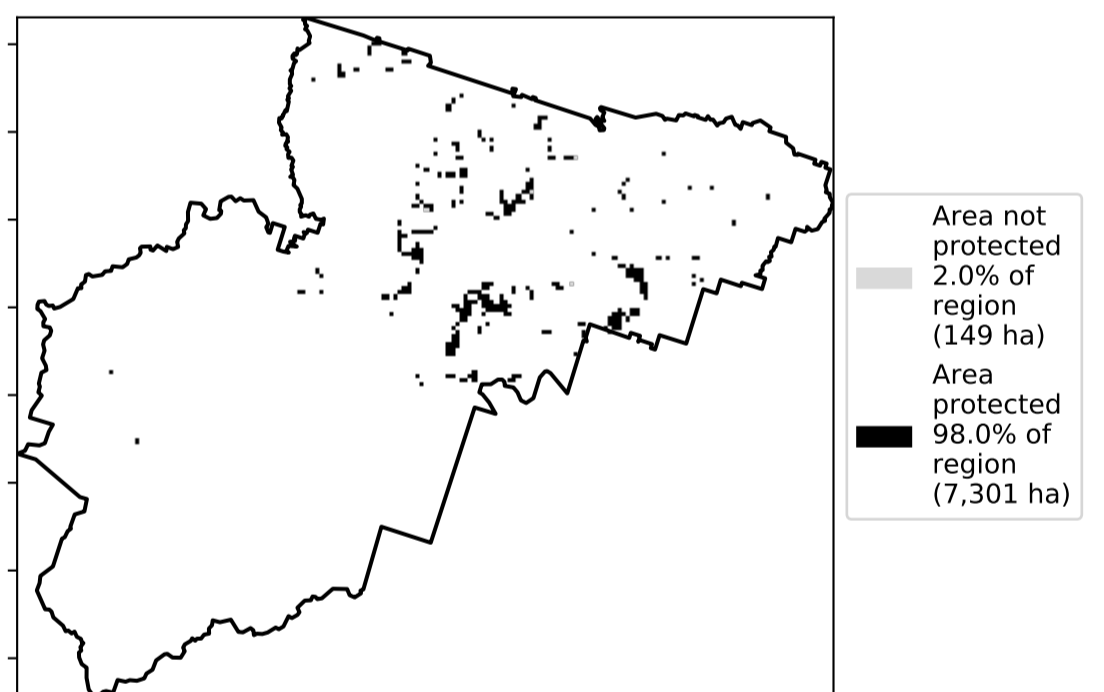 Area not
protected
2.0% of
region
(149 ha)
Area
protected
98.0% of
region
(7,301 ha)